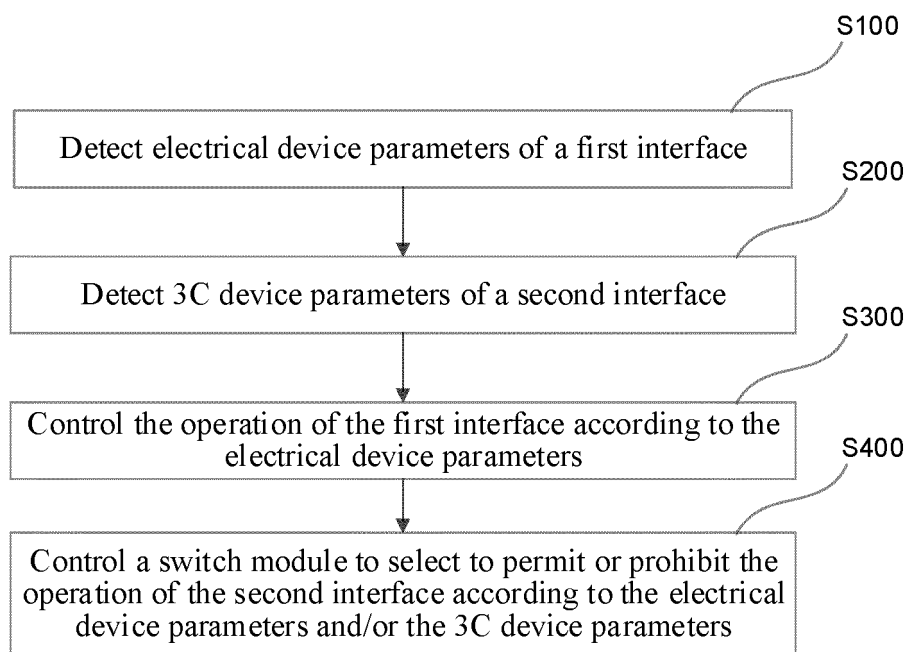 S100
Detect electrical device parameters of a first interface
S200
Detect 3C device parameters of a second interface
S300
Control the operation of the first interface according to the
electrical device parameters
S400
Control a switch module to select to permit or prohibit the
operation of the second interface according to the electrical
device parameters and/or the 3C device parameters